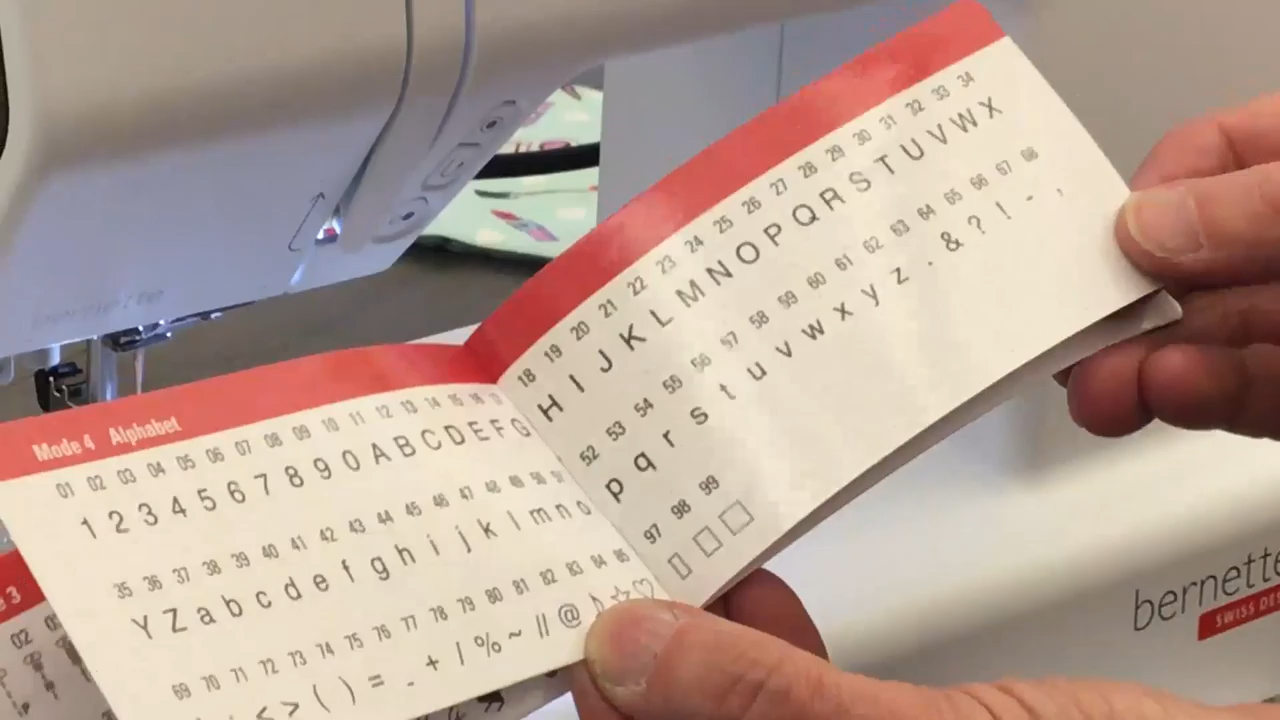 Mode 4 Alphabet
01 02 03 04 05 06 07 08 09 10 11 12 13 14 15 16 17
1 2 3 4 5 6 7 8 9 0 A B C D E F G
35 36 37 38 39 40 41 42 43 44 45 46 47 48 49 50 51
Y Z a b c d e f g h i j k l m n o
69 70 71 72 73 74 75 76 77 78 79 80 81 82 83 84 85
< > ( ) = - + / % ~ // @ ♪ ☆ ♡
18 19 20 21 22 23 24 25 26 27 28 29 30 31 32 33 34
H I J K L M N O P Q R S T U V W X
52 53 54 55 56 57 58 59 60 61 62 63 64 65 66 67 68
p q r s t u v w x y z . & ? ! - ,
97 98 99
3
02
bernette
SWISS DE